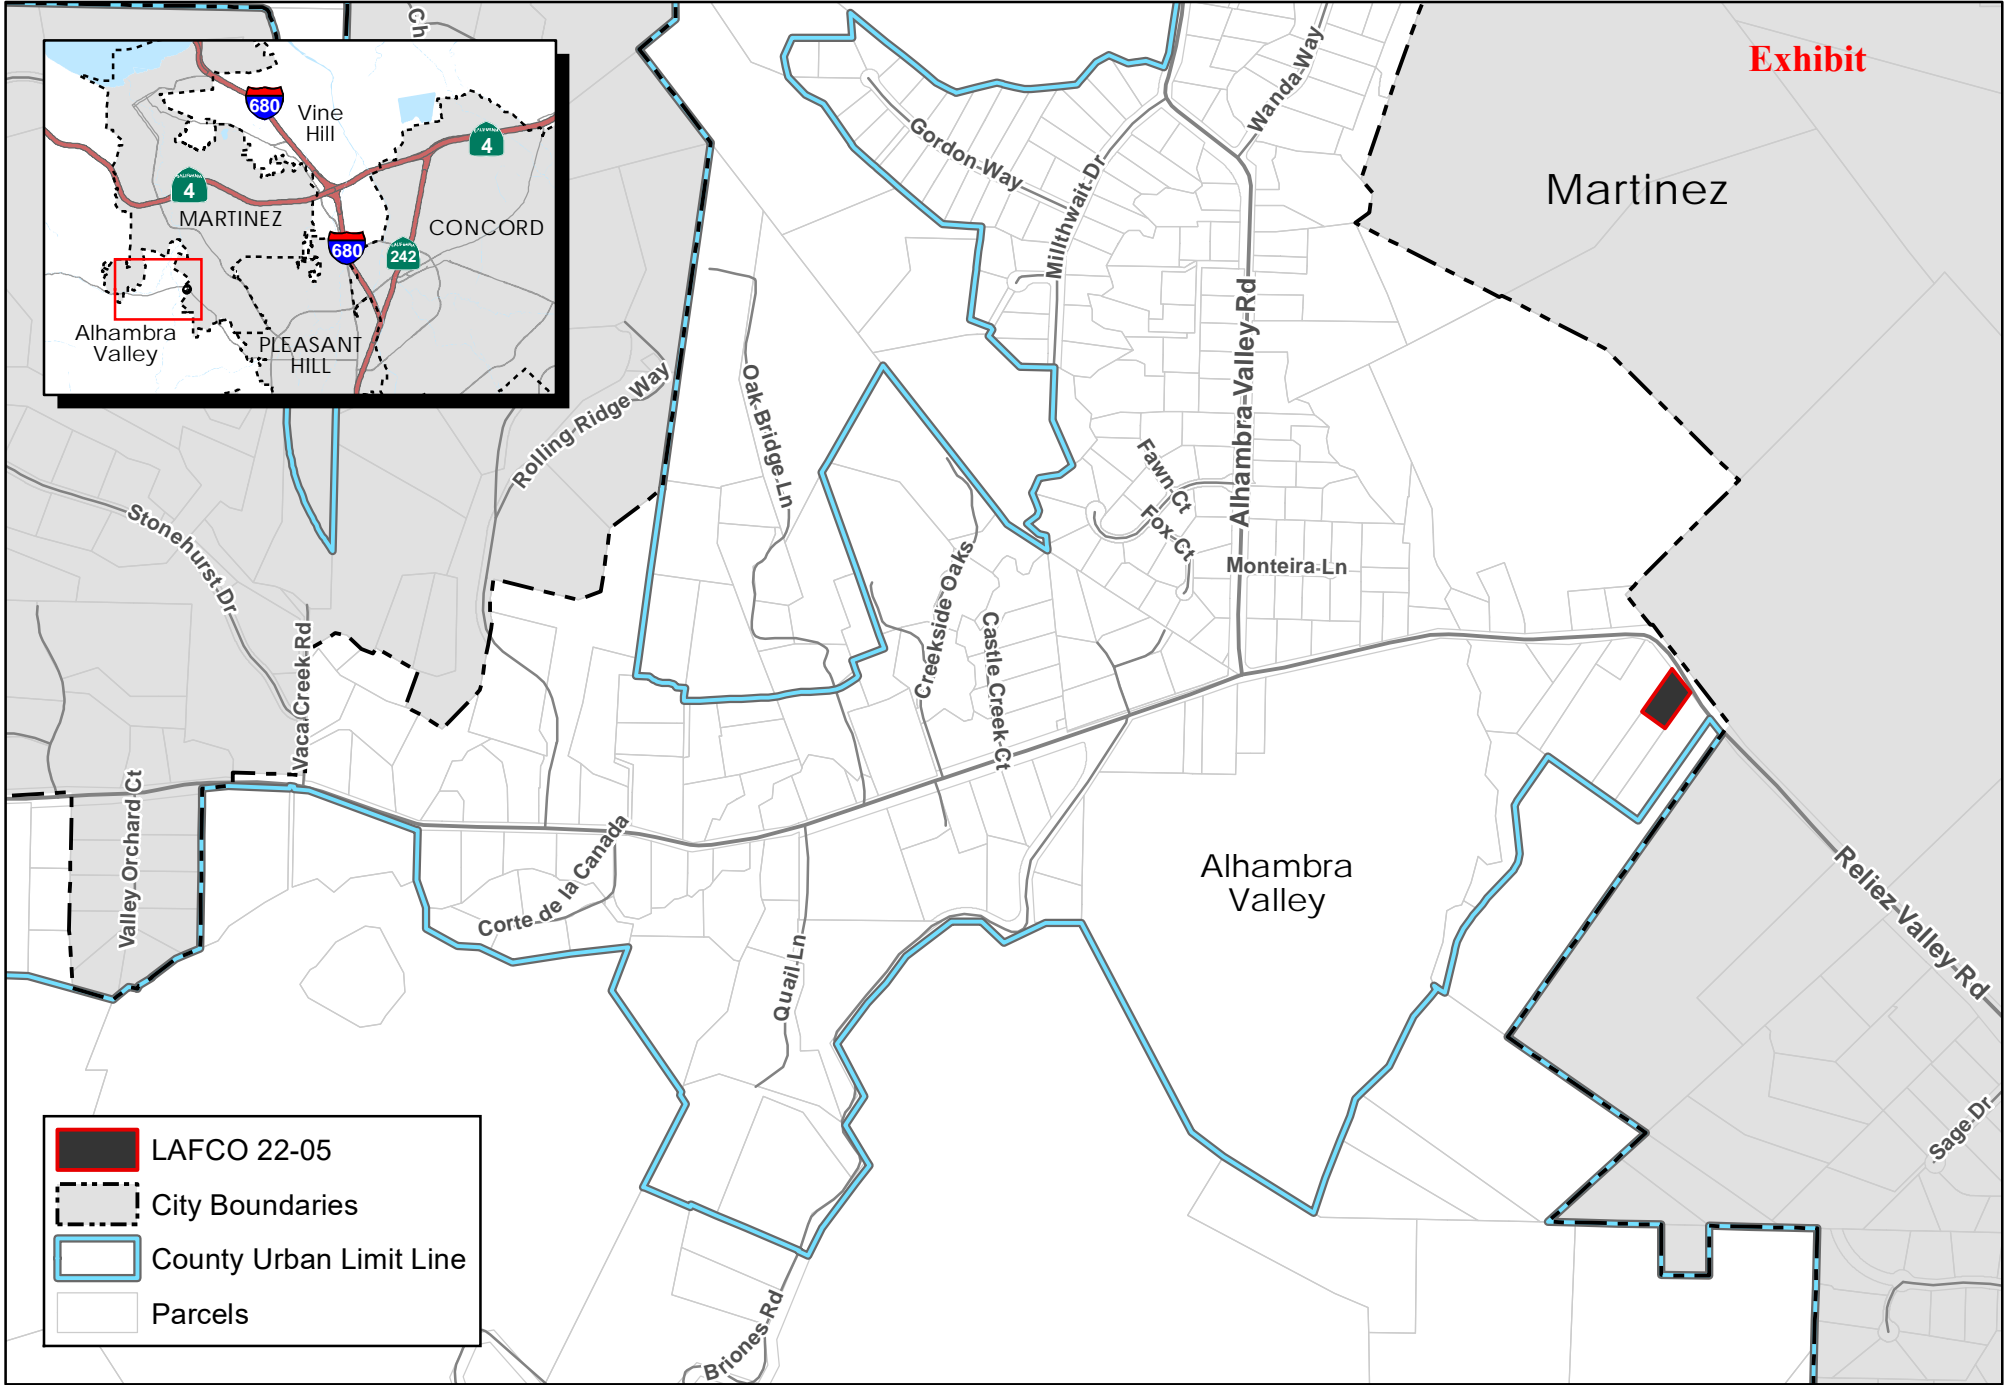 Exhibit
Ch
680
Vine
Hill
4
4
MARTINEZ
CONCORD
680
242
Alhambra
Valley
PLEASANT
HILL
Wanda Way
Gordon Way
Millthwait Dr
Martinez
Alhambra Valley Rd
Oak Bridge Ln
Rolling Ridge Way
Stonehurst Dr
Fawn Ct
Fox Ct
Monteira Ln
Creekside Oaks
Castle Creek Ct
Vaca Creek Rd
Valley Orchard Ct
Corte de la Canada
Quail Ln
Alhambra
Valley
Reliez Valley Rd
Sage Dr
Briones Rd
LAFCO 22-05
City Boundaries
County Urban Limit Line
Parcels